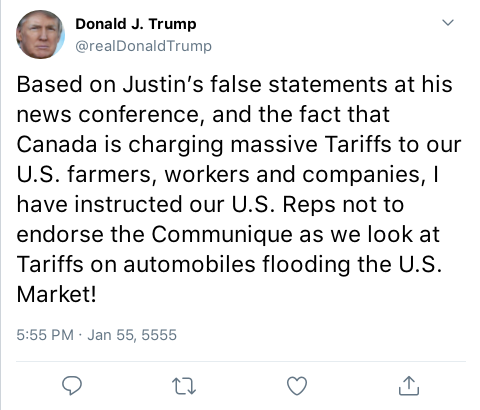 Donald J. Trump
@realDonaldTrump
Based on Justin’s false statements at his
news conference, and the fact that
Canada is charging massive Tariffs to our
U.S. farmers, workers and companies, I
have instructed our U.S. Reps not to
endorse the Communique as we look at
Tariffs on automobiles flooding the U.S.
Market!
5:55 PM · Jan 55, 5555